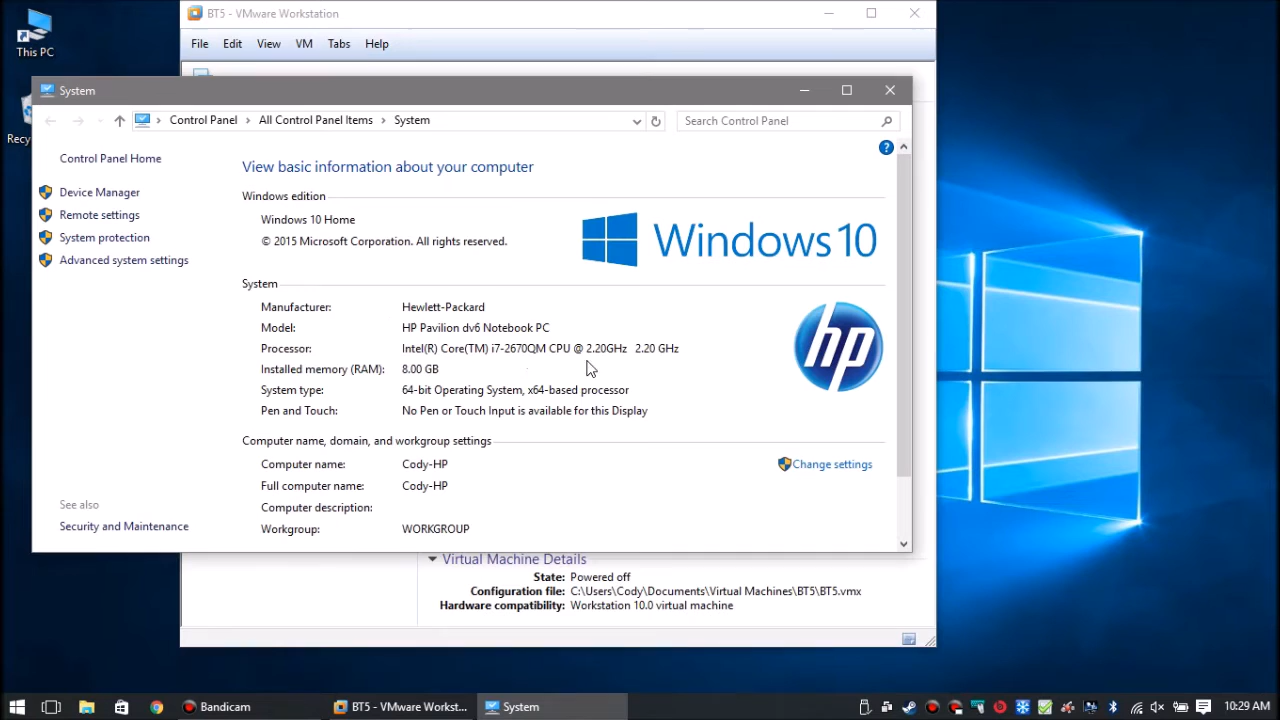 This PC
Recyc
BT5 - VMware Workstation
File Edit View VM Tabs Help
System
Control Panel > All Control Panel Items > System
Search Control Panel
Control Panel Home
Device Manager
Remote settings
System protection
Advanced system settings
See also
Security and Maintenance
View basic information about your computer
Windows edition
Windows 10 Home
© 2015 Microsoft Corporation. All rights reserved.
Windows 10
System
Manufacturer: Hewlett-Packard
Model: HP Pavilion dv6 Notebook PC
Processor: Intel(R) Core(TM) i7-2670QM CPU @ 2.20GHz 2.20 GHz
Installed memory (RAM): 8.00 GB
System type: 64-bit Operating System, x64-based processor
Pen and Touch: No Pen or Touch Input is available for this Display
hp
Computer name, domain, and workgroup settings
Computer name: Cody-HP
Change settings
Full computer name: Cody-HP
Computer description:
Workgroup: WORKGROUP
Virtual Machine Details
State: Powered off
Configuration file: C:\Users\Cody\Documents\Virtual Machines\BT5\BT5.vmx
Hardware compatibility: Workstation 10.0 virtual machine
Bandicam
BT5 - VMware Workst...
System
10:29 AM